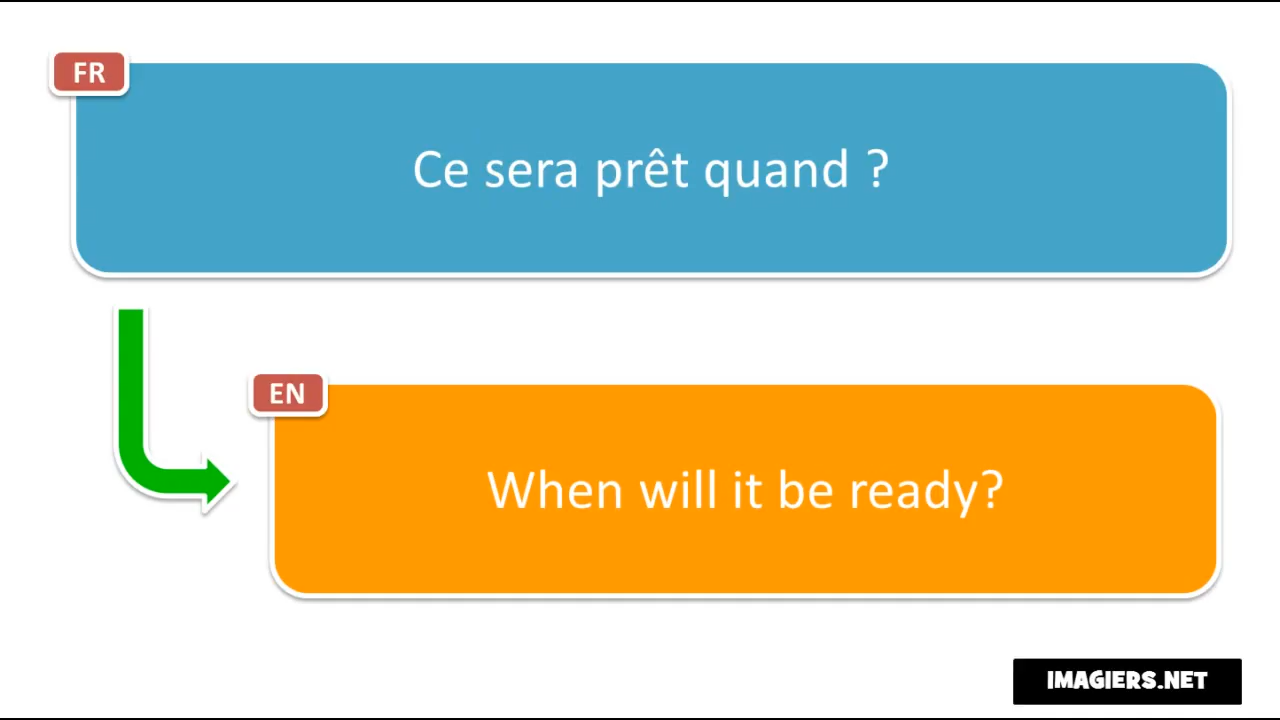 FR
Ce sera prêt quand ?
EN
When will it be ready?
IMAGIERS.NET